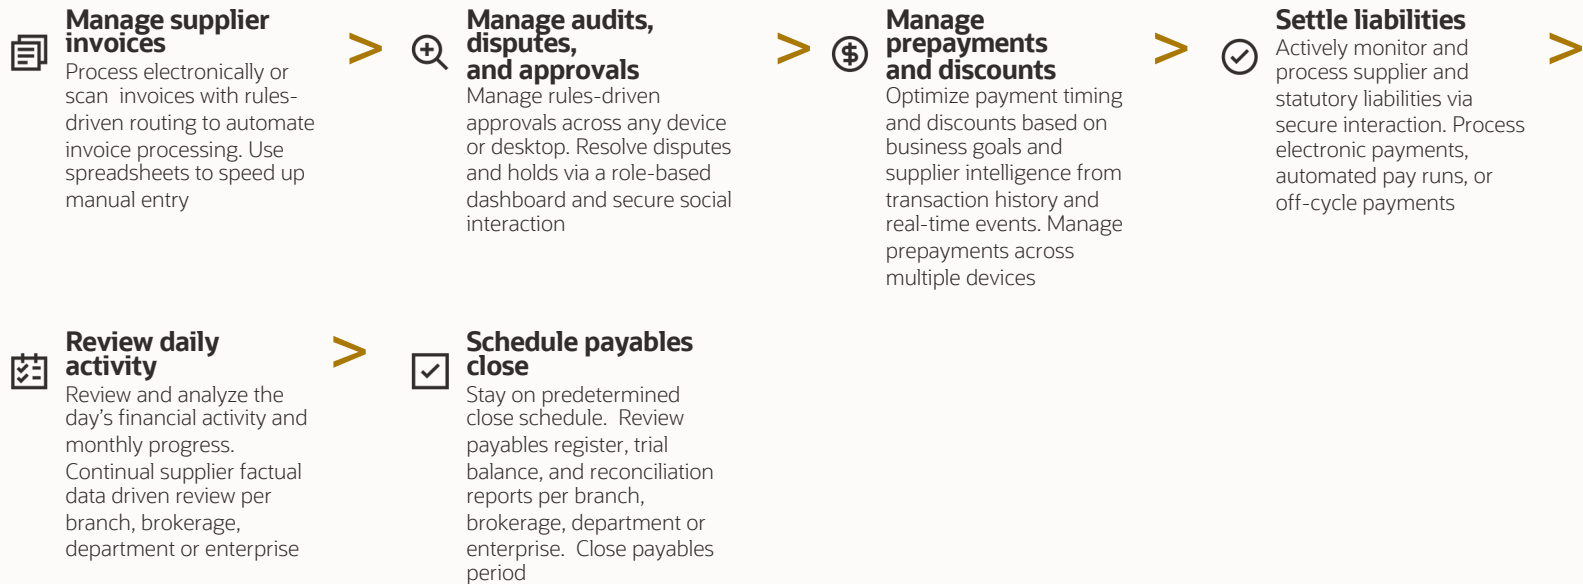 Manage supplier
invoices
Process electronically or
scan  invoices with rules-
driven routing to automate
invoice processing. Use
spreadsheets to speed up
manual entry
>
Manage audits,
disputes,
and approvals
Manage rules-driven
approvals across any device
or desktop. Resolve disputes
and holds via a role-based
dashboard and secure social
interaction
>
Manage
prepayments
and discounts
Optimize payment timing
and discounts based on
business goals and
supplier intelligence from
transaction history and
real-time events. Manage
prepayments across
multiple devices
>
Settle liabilities
Actively monitor and
process supplier and
statutory liabilities via
secure interaction. Process
electronic payments,
automated pay runs, or
off-cycle payments
>
Review daily
activity
Review and analyze the
day’s financial activity and
monthly progress.
Continual supplier factual
data driven review per
branch, brokerage,
department or enterprise
>
Schedule payables
close
Stay on predetermined
close schedule.  Review
payables register, trial
balance, and reconciliation
reports per branch,
brokerage, department or
enterprise.  Close payables
period